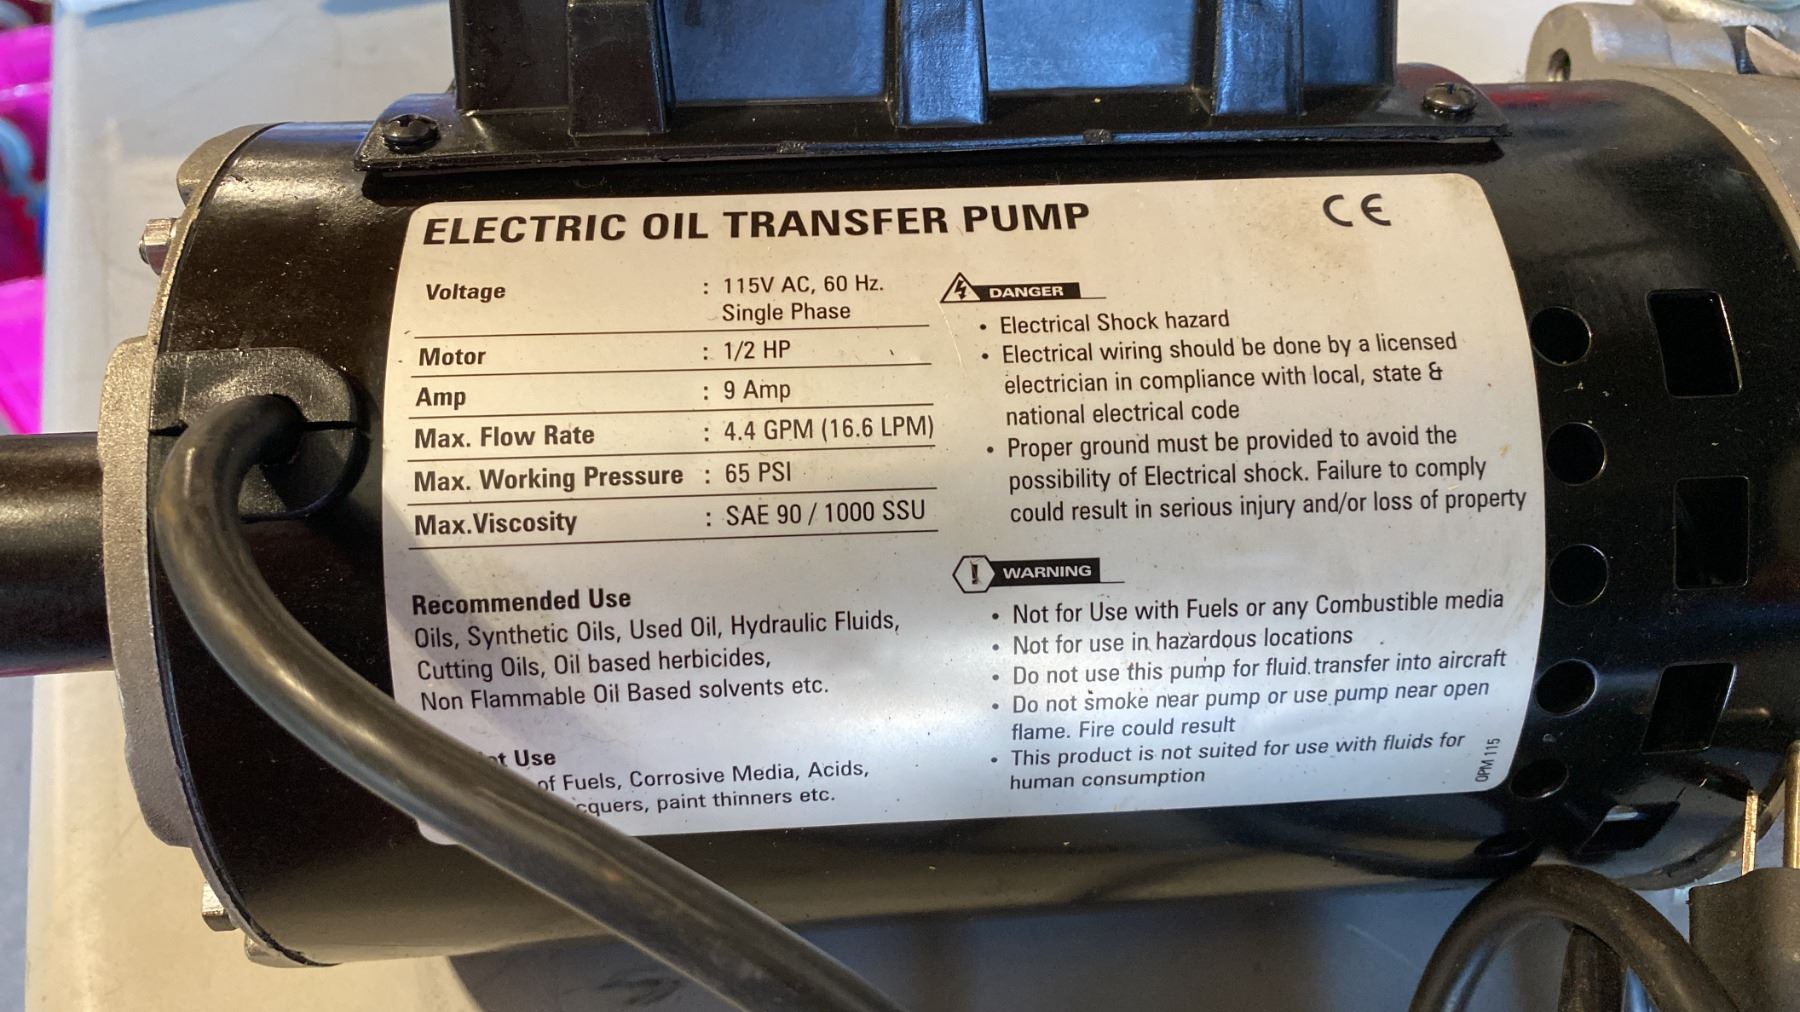 ELECTRIC OIL TRANSFER PUMP
CE
Voltage : 115V AC, 60 Hz.
Single Phase
Motor : 1/2 HP
Amp : 9 Amp
Max. Flow Rate : 4.4 GPM (16.6 LPM)
Max. Working Pressure : 65 PSI
Max.Viscosity : SAE 90 / 1000 SSU
Recommended Use
Oils, Synthetic Oils, Used Oil, Hydraulic Fluids,
Cutting Oils, Oil based herbicides,
Non Flammable Oil Based solvents etc.
Use
of Fuels, Corrosive Media, Acids,
paint thinners etc.
DANGER
• Electrical Shock hazard
• Electrical wiring should be done by a licensed
electrician in compliance with local, state &
national electrical code
• Proper ground must be provided to avoid the
possibility of Electrical shock. Failure to comply
could result in serious injury and/or loss of property
WARNING
• Not for Use with Fuels or any Combustible media
• Not for use in hazardous locations
• Do not use this pump for fluid transfer into aircraft
• Do not smoke near pump or use pump near open
flame. Fire could result
• This product is not suited for use with fluids for
human consumption
OPM 115